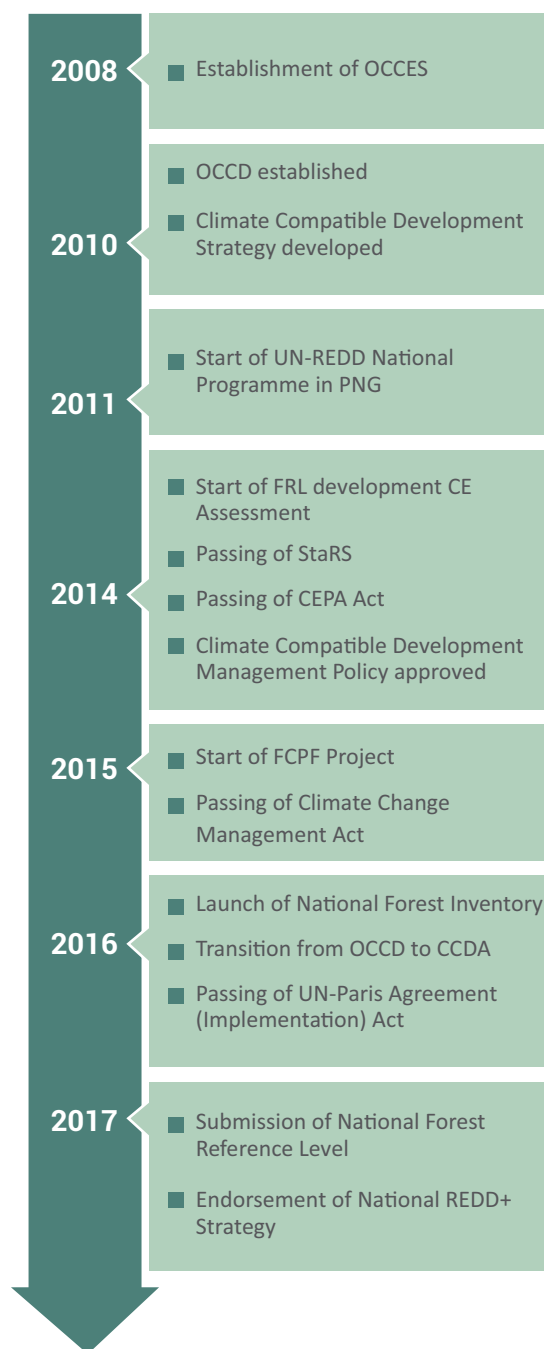 2008
Establishment of OCCES
2010
OCCD established
Climate Compatible Development
Strategy developed
2011
Start of UN-REDD National
Programme in PNG
2014
Start of FRL development CE
Assessment
Passing of StaRS
Passing of CEPA Act
Climate Compatible Development
Management Policy approved
2015
Start of FCPF Project
Passing of Climate Change
Management Act
2016
Launch of National Forest Inventory
Transition from OCCD to CCDA
Passing of UN-Paris Agreement
(Implementation) Act
2017
Submission of National Forest
Reference Level
Endorsement of National REDD+
Strategy